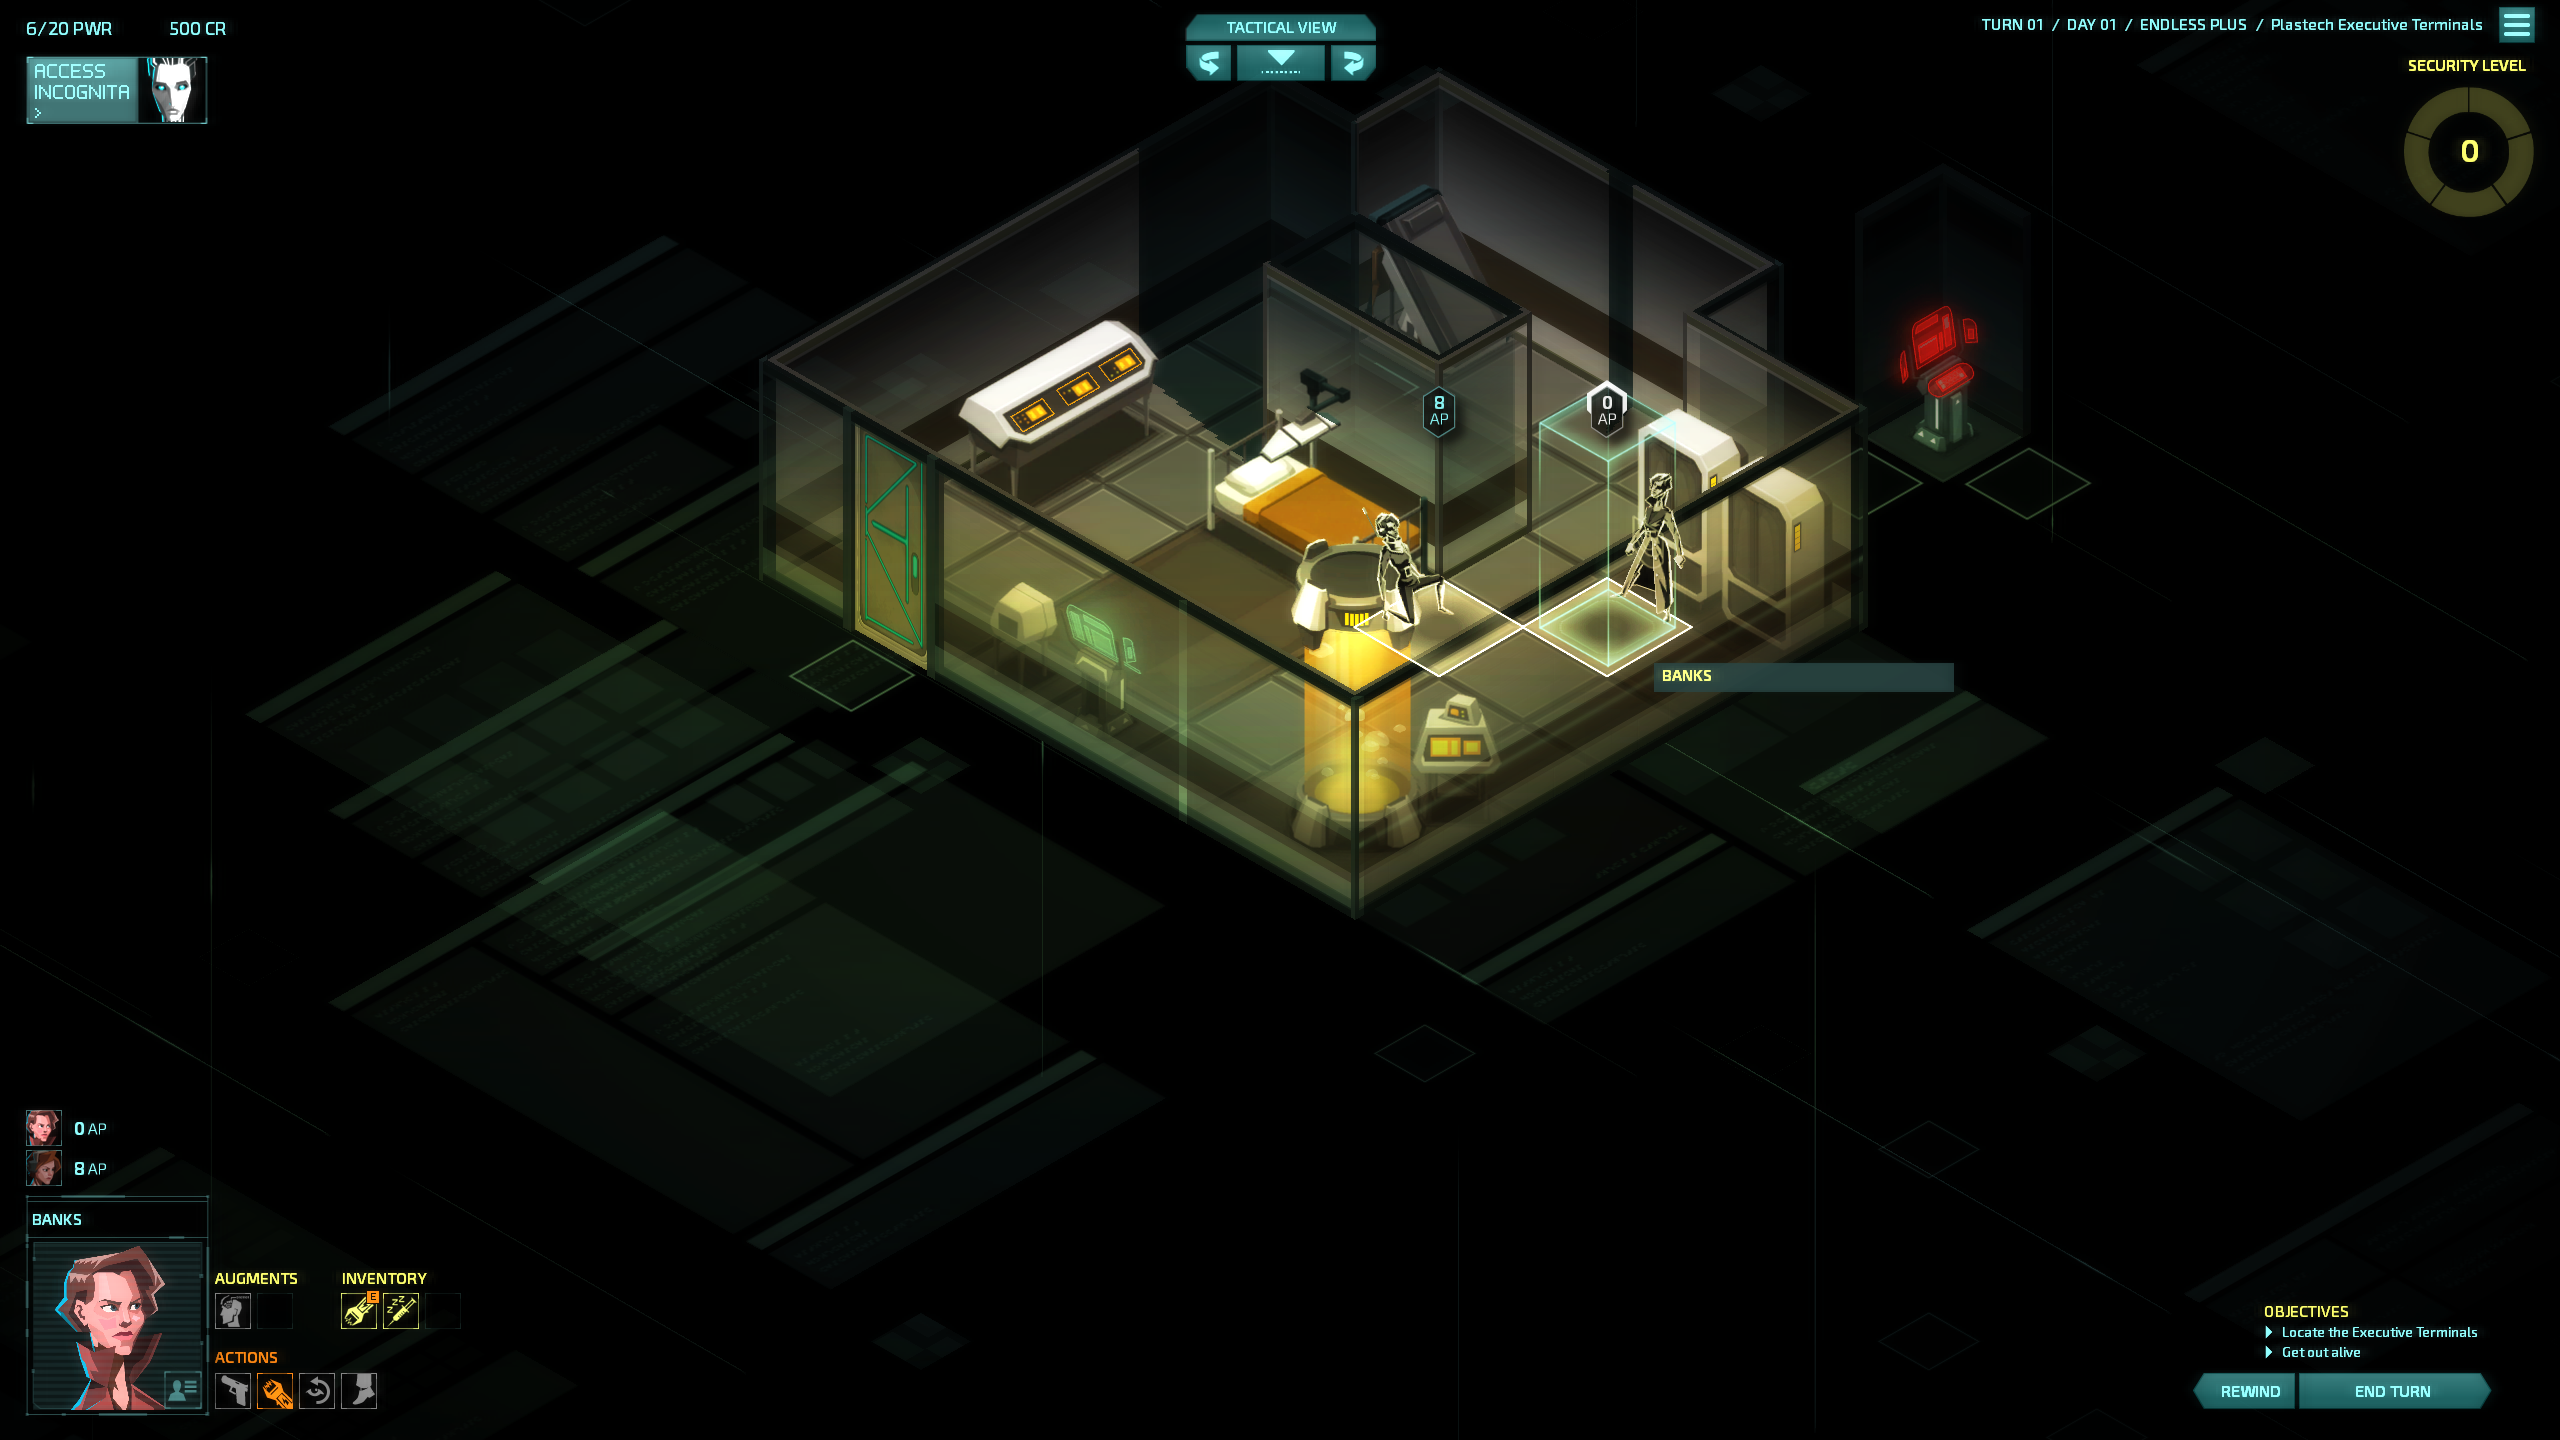 6/20 PWR 500 CR
ACCESS
INCOGNITA
>
TACTICAL VIEW
TURN 01 / DAY 01 / ENDLESS PLUS / Plastech Executive Terminals
SECURITY LEVEL
0
8
AP
0
AP
BANKS
0 AP
8 AP
BANKS
AUGMENTS INVENTORY
E
ACTIONS
OBJECTIVES
Locate the Executive Terminals
Get out alive
REWIND END TURN